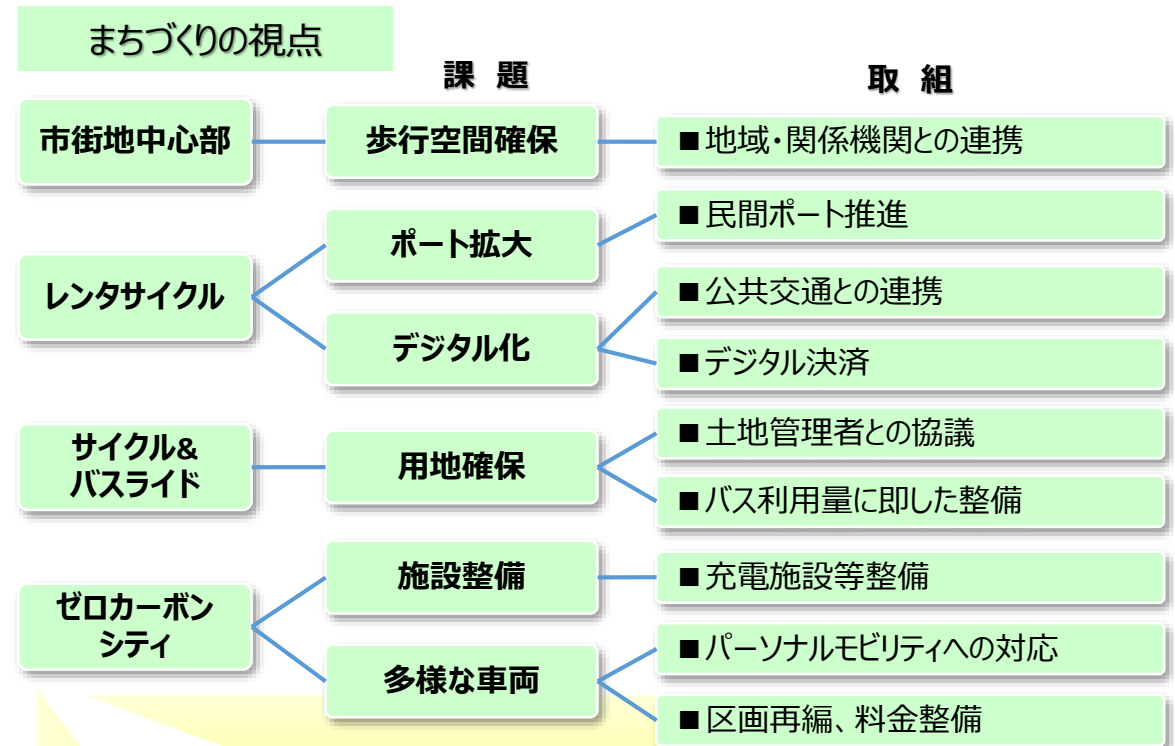 まちづくりの視点
課 題
取 組
市街地中心部
歩行空間確保
■地域・関係機関との連携
レンタサイクル
ポート拡大
■民間ポート推進
デジタル化
■公共交通との連携
■デジタル決済
サイクル&
バスライド
用地確保
■土地管理者との協議
■バス利用量に即した整備
ゼロカーボン
シティ
施設整備
■充電施設等整備
多様な車両
■パーソナルモビリティへの対応
■区画再編、料金整備